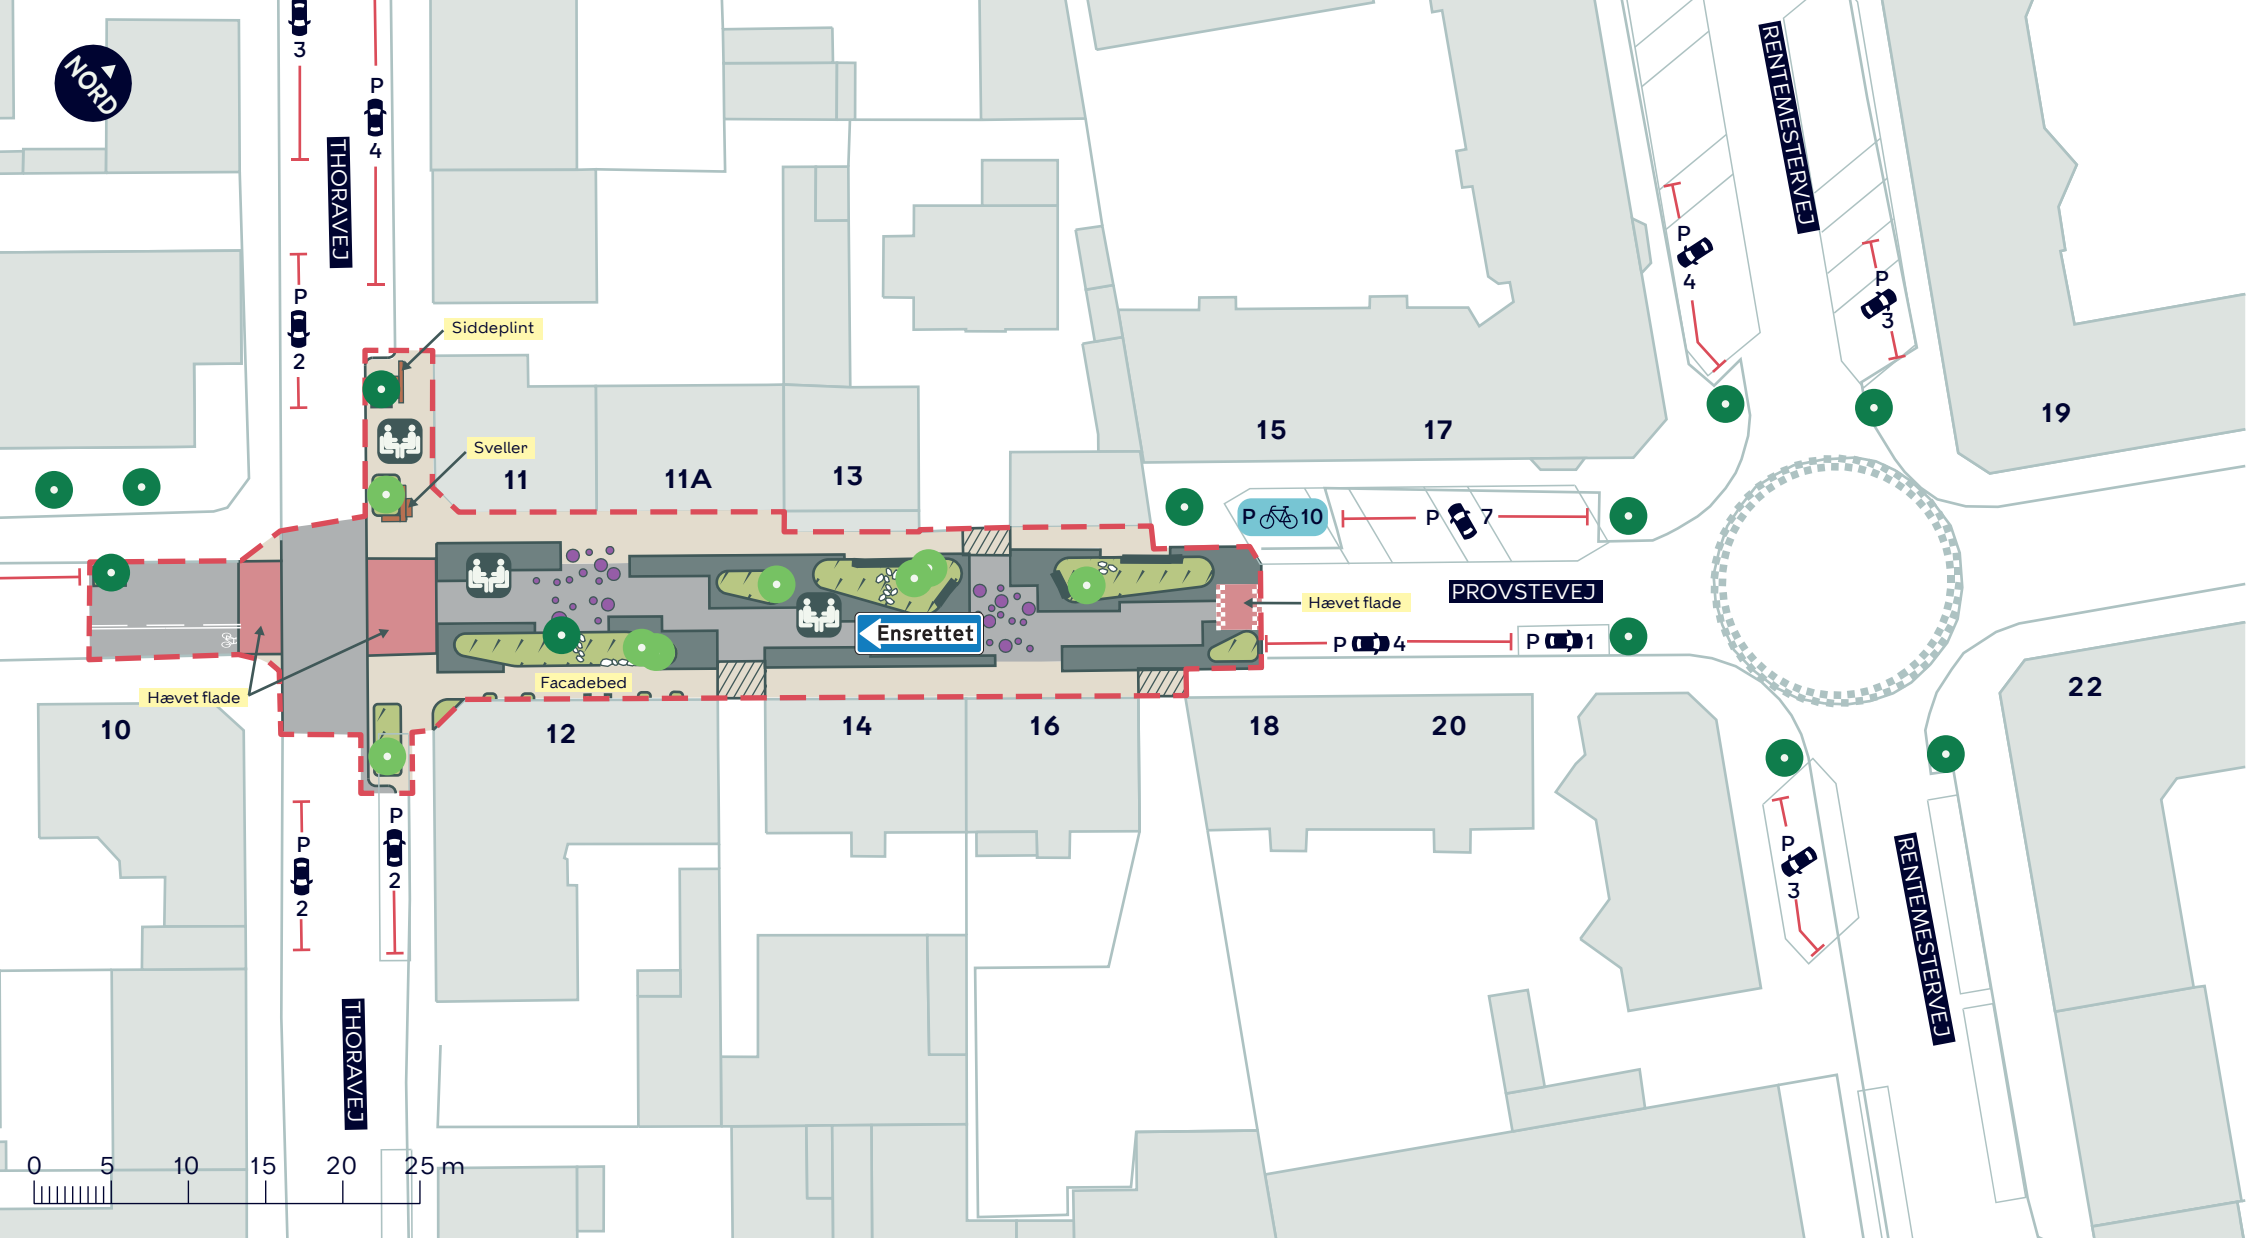 3
P
4
NORD
THORAVEJ
RENTEMESTERVEJ
P
4
P
3
P
2
Siddeplint
Sveller
11
11A
13
15
17
19
P 10
P 7
PROVSTEVEJ
Hævet flade
Ensrettet
P 4
P 1
Facadebed
Hævet flade
10
12
14
16
18
20
22
P
2
P
2
P
3
RENTEMESTERVEJ
THORAVEJ
0 5 10 15 20 25 m